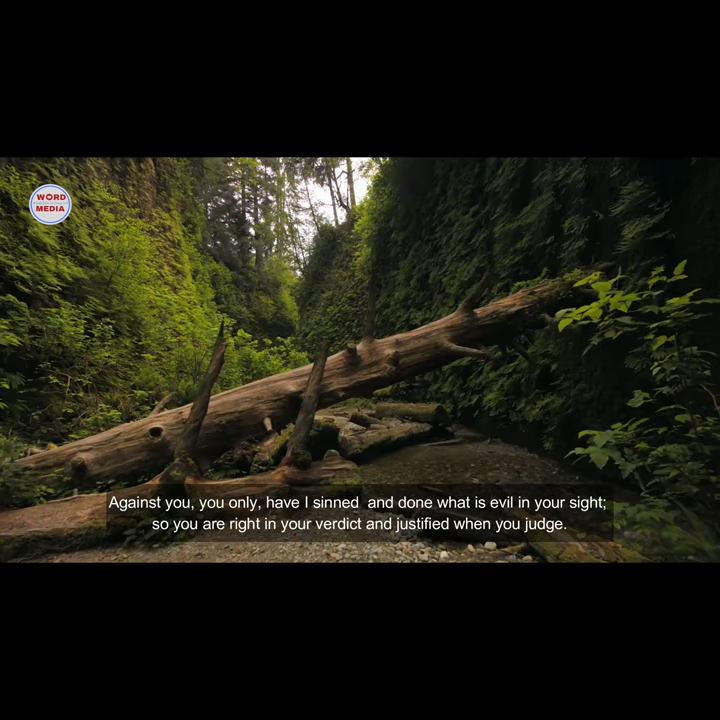 WORD
MEDIA
Against you, you only, have I sinned  and done what is evil in your sight;
so you are right in your verdict and justified when you judge.